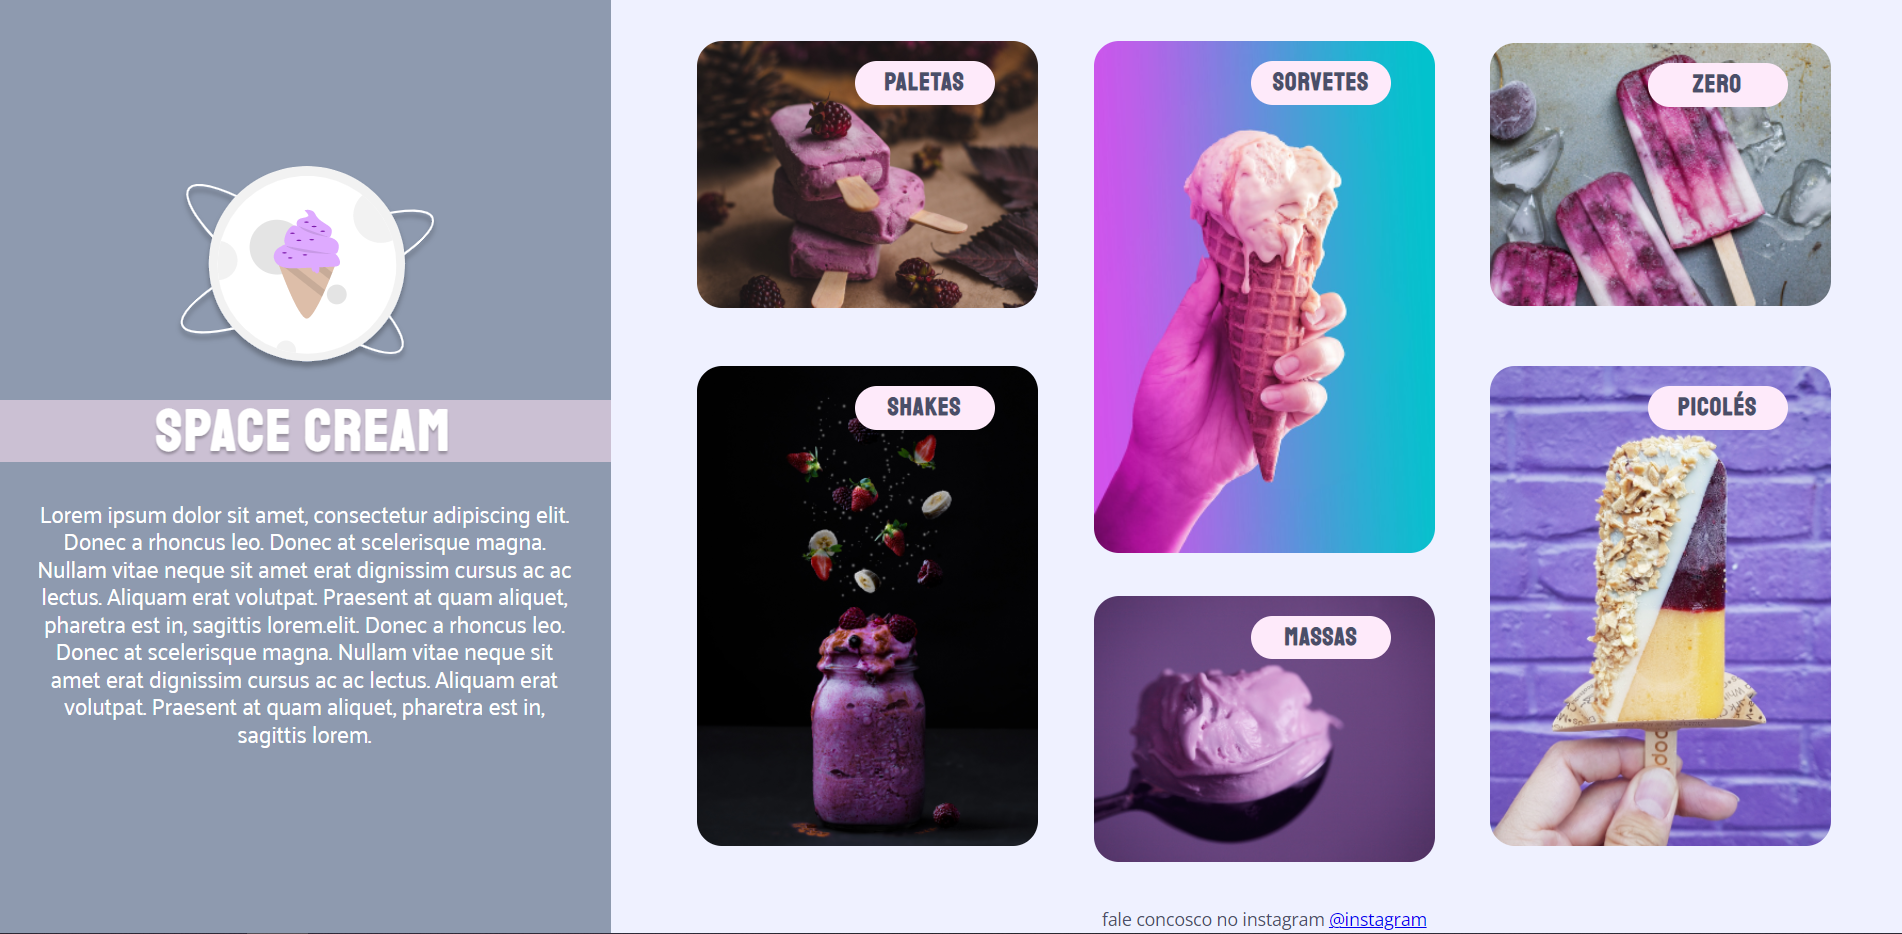 SPACE CREAM
Lorem ipsum dolor sit amet, consectetur adipiscing elit.
Donec a rhoncus leo. Donec at scelerisque magna.
Nullam vitae neque sit amet erat dignissim cursus ac ac
lectus. Aliquam erat volutpat. Praesent at quam aliquet,
pharetra est in, sagittis lorem.elit. Donec a rhoncus leo.
Donec at scelerisque magna. Nullam vitae neque sit
amet erat dignissim cursus ac ac lectus. Aliquam erat
volutpat. Praesent at quam aliquet, pharetra est in,
sagittis lorem.
PALETAS
SORVETES
ZERO
SHAKES
MASSAS
PICOLÉS
fale concosco no instagram @instagram